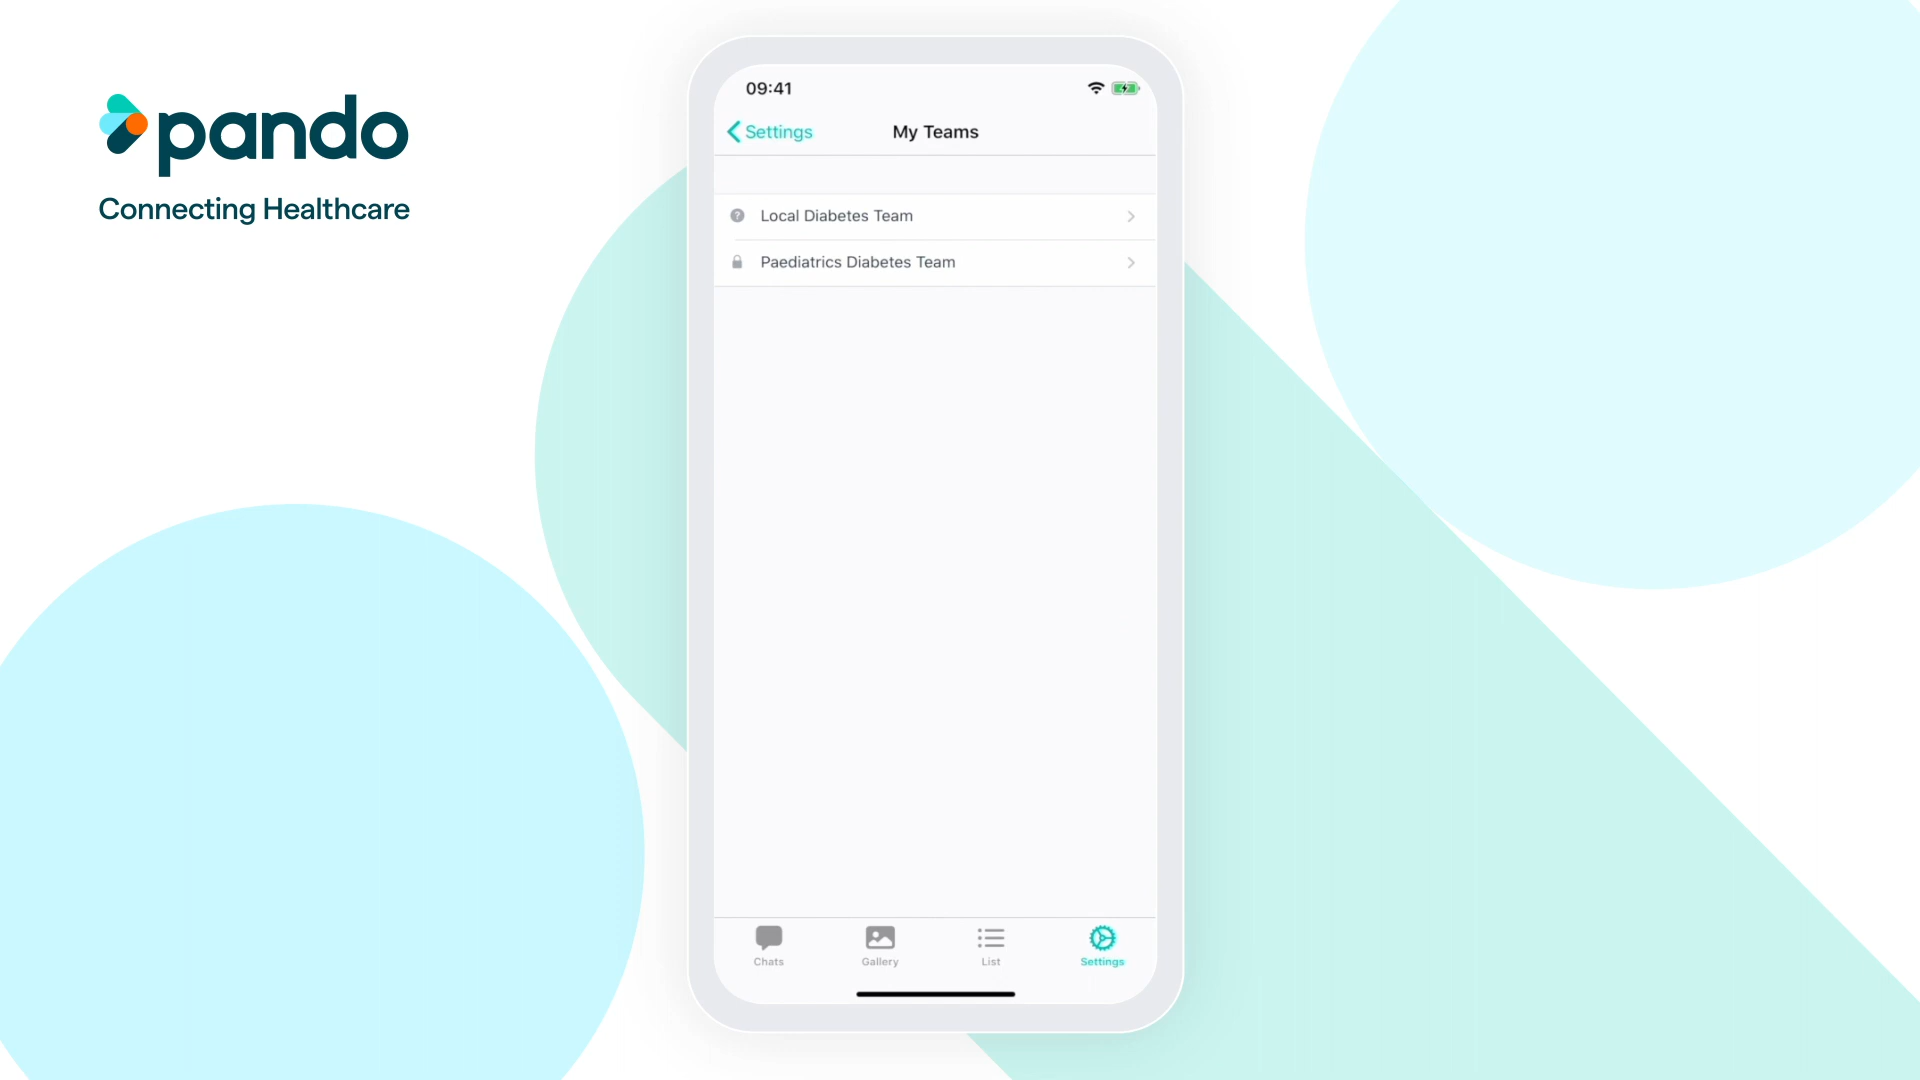 pando
Connecting Healthcare
09:41
Settings
My Teams
? Local Diabetes Team
Paediatrics Diabetes Team
Chats
Gallery
List
Settings